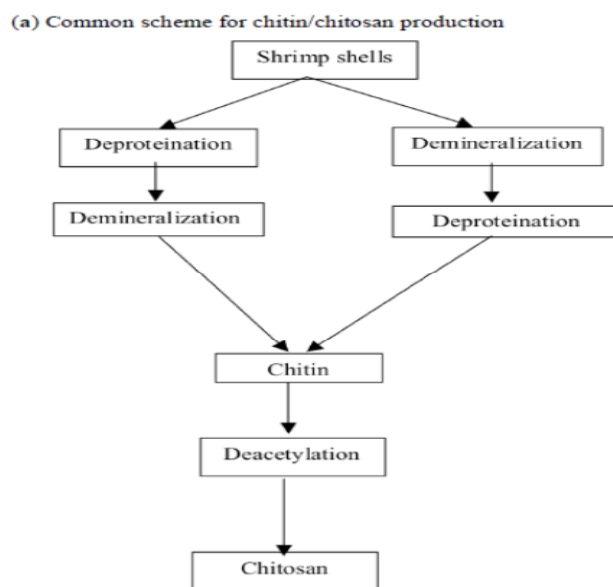 (a) Common scheme for chitin/chitosan production
Shrimp shells
Deproteination
Demineralization
Demineralization
Deproteination
Chitin
Deacetylation
Chitosan